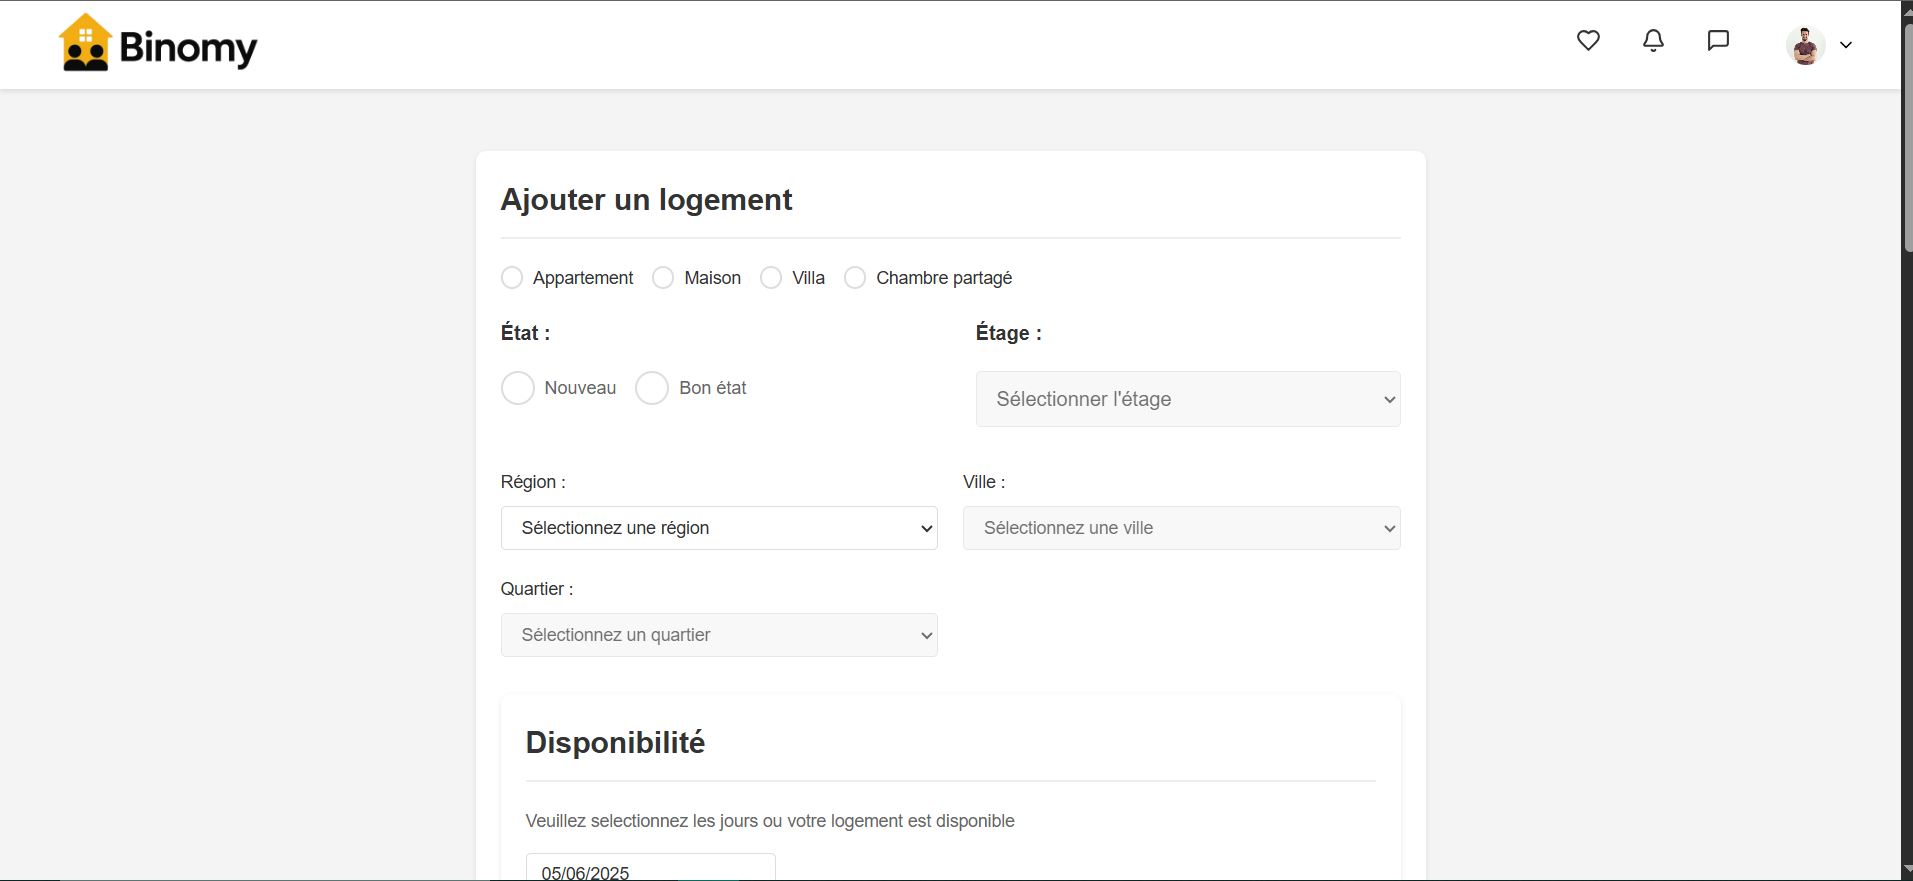 Binomy
Ajouter un logement
Appartement Maison Villa Chambre partagé
État : Étage :
Nouveau Bon état Sélectionner l'étage
Région : Ville :
Sélectionnez une région Sélectionnez une ville
Quartier :
Sélectionnez un quartier
Disponibilité
Veuillez selectionnez les jours ou votre logement est disponible
05/06/2025